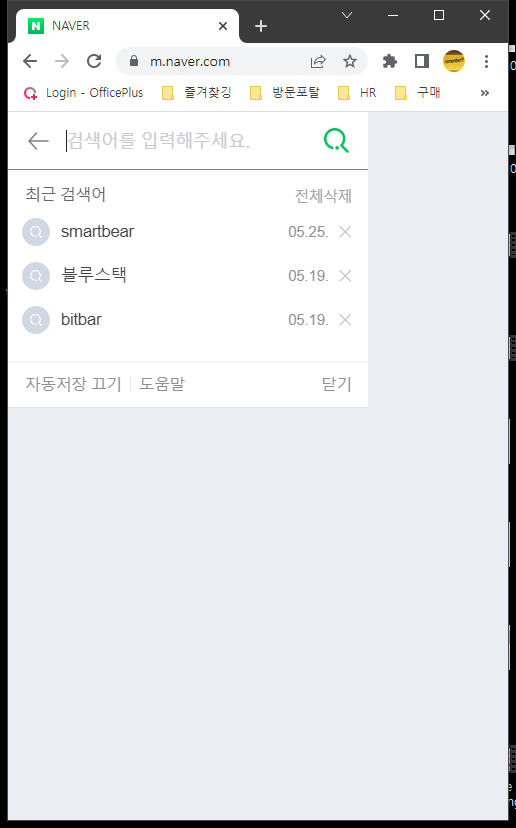 N NAVER
m.naver.com
Login - OfficePlus 즐겨찾깅 방문포탈 HR 구매 »
검색어를 입력해주세요.
최근 검색어 전체삭제
smartbear 05.25.
블루스택 05.19.
bitbar 05.19.
자동저장 끄기 도움말 닫기